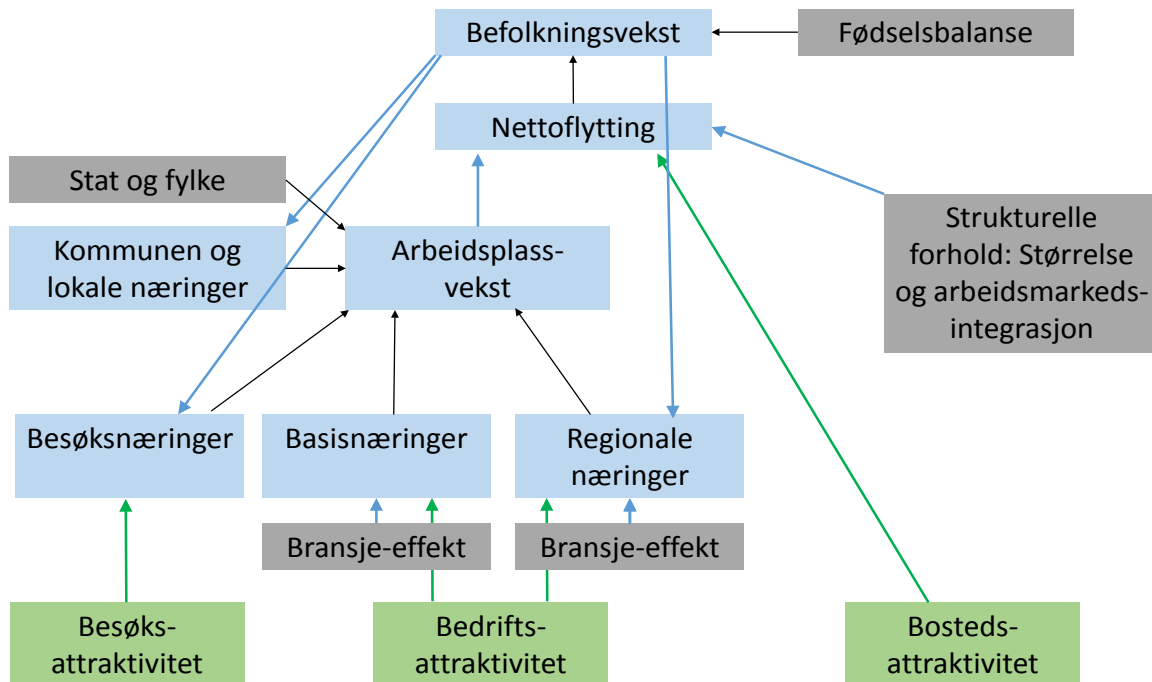 Befolkningsvekst
Fødselsbalanse
Nettoflytting
Stat og fylke
Kommunen og
lokale næringer
Arbeidsplass-
vekst
Strukturelle
forhold: Størrelse
og arbeidsmarkeds-
integrasjon
Besøksnæringer
Basisnæringer
Regionale
næringer
Bransje-effekt
Bransje-effekt
Besøks-
attraktivitet
Bedrifts-
attraktivitet
Bosteds-
attraktivitet